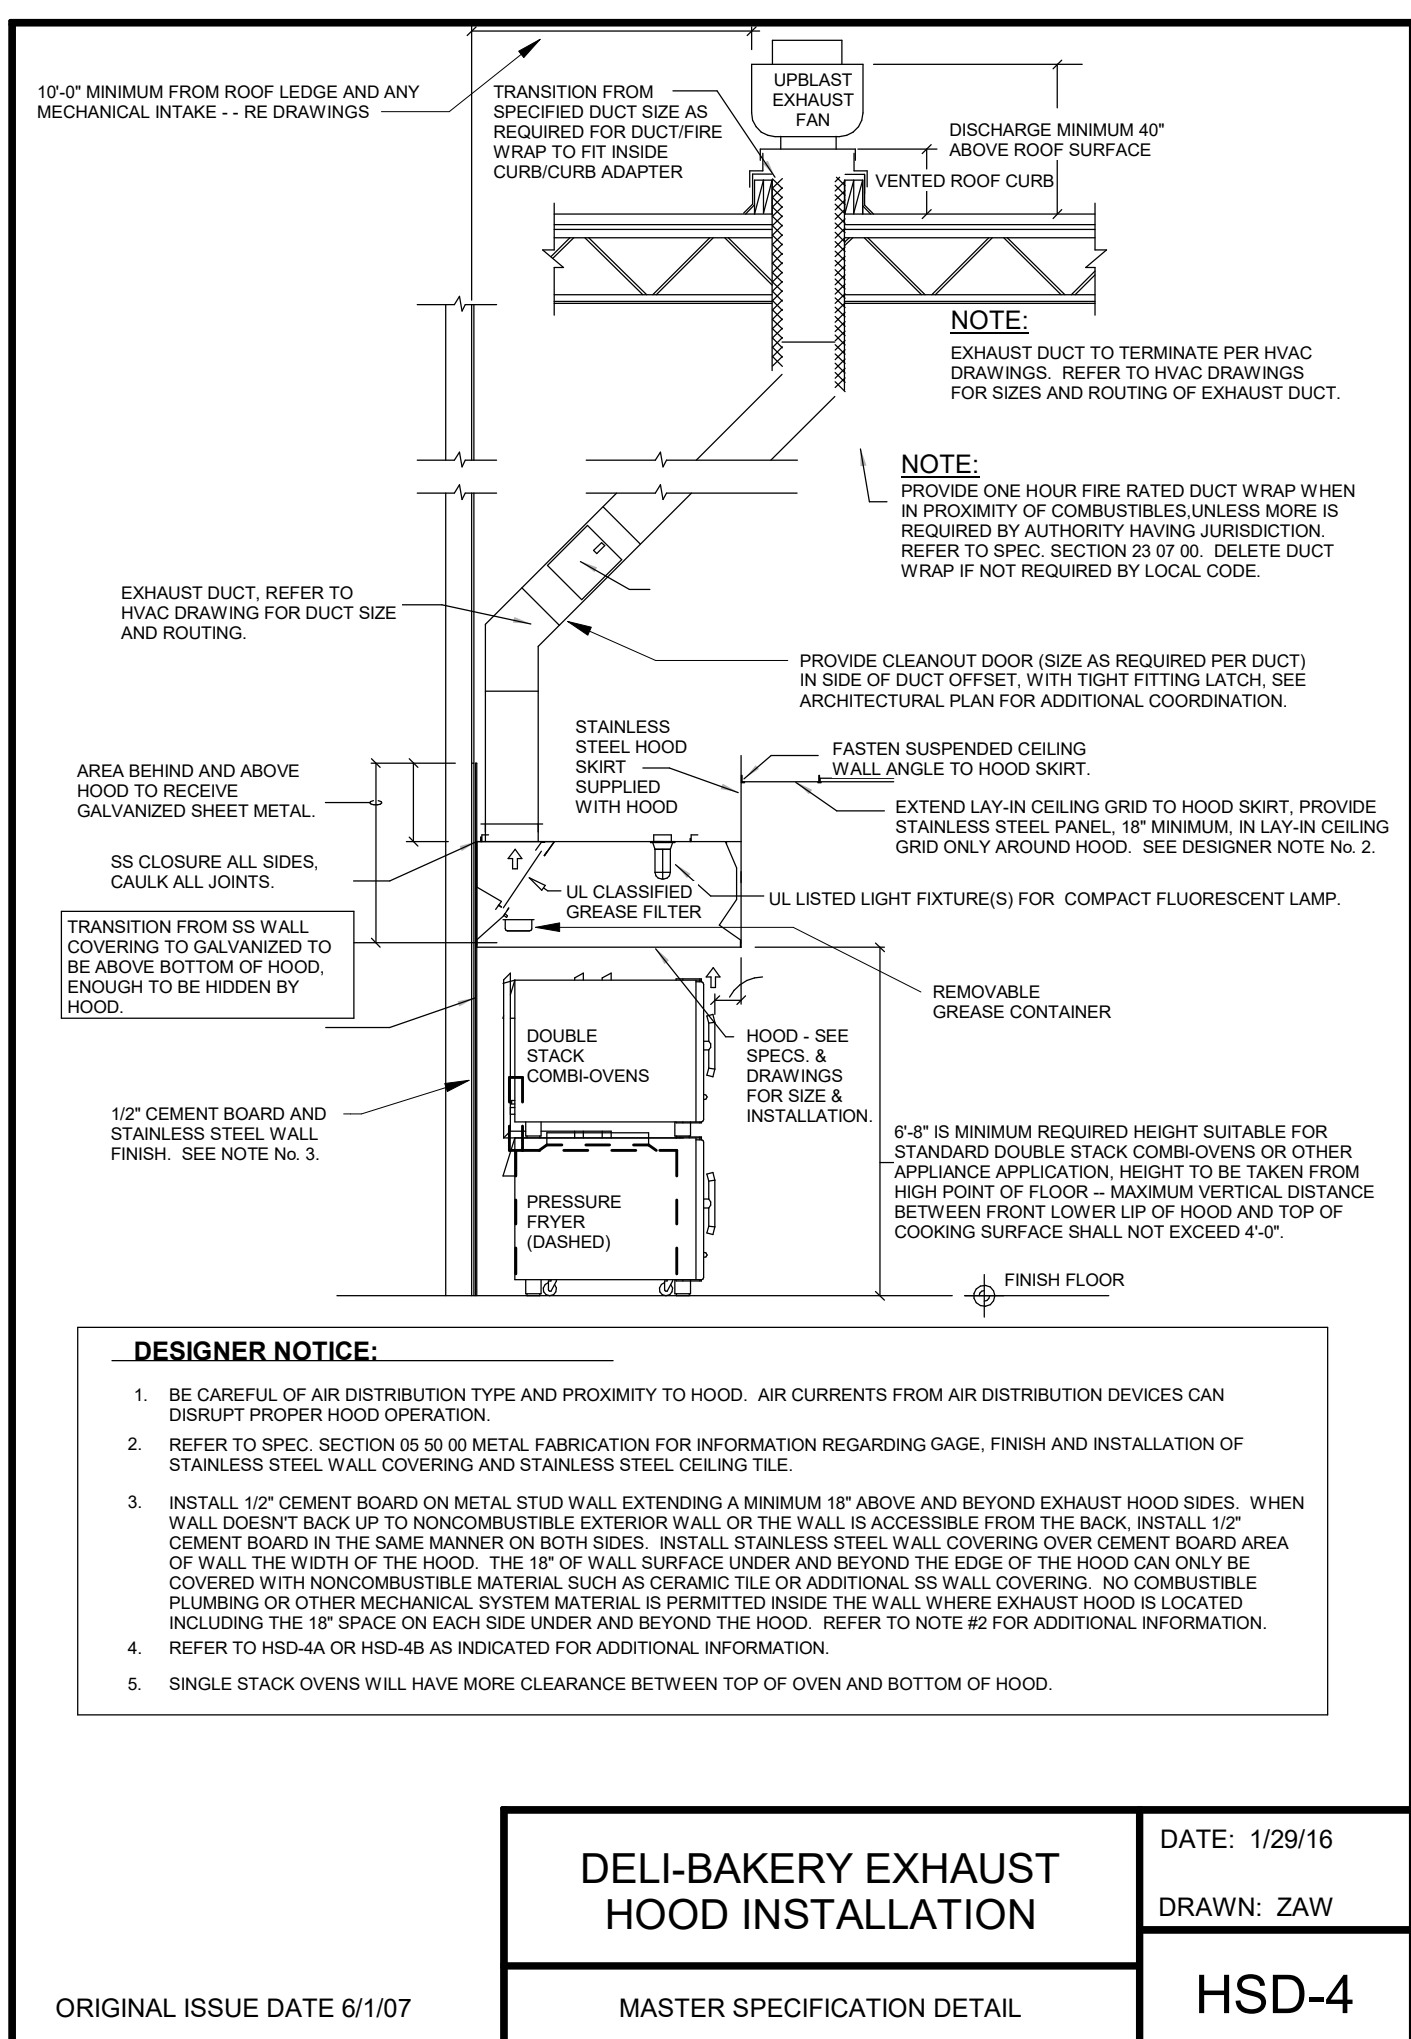 10'-0" MINIMUM FROM ROOF LEDGE AND ANY
MECHANICAL INTAKE - - RE DRAWINGS
TRANSITION FROM
SPECIFIED DUCT SIZE AS
REQUIRED FOR DUCT/FIRE
WRAP TO FIT INSIDE
CURB/CURB ADAPTER
UPBLAST
EXHAUST
FAN
DISCHARGE MINIMUM 40"
ABOVE ROOF SURFACE
VENTED ROOF CURB
NOTE:
EXHAUST DUCT TO TERMINATE PER HVAC
DRAWINGS. REFER TO HVAC DRAWINGS
FOR SIZES AND ROUTING OF EXHAUST DUCT.
NOTE:
PROVIDE ONE HOUR FIRE RATED DUCT WRAP WHEN
IN PROXIMITY OF COMBUSTIBLES,UNLESS MORE IS
REQUIRED BY AUTHORITY HAVING JURISDICTION.
REFER TO SPEC. SECTION 23 07 00. DELETE DUCT
WRAP IF NOT REQUIRED BY LOCAL CODE.
EXHAUST DUCT, REFER TO
HVAC DRAWING FOR DUCT SIZE
AND ROUTING.
PROVIDE CLEANOUT DOOR (SIZE AS REQUIRED PER DUCT)
IN SIDE OF DUCT OFFSET, WITH TIGHT FITTING LATCH, SEE
ARCHITECTURAL PLAN FOR ADDITIONAL COORDINATION.
STAINLESS
STEEL HOOD
SKIRT
SUPPLIED
WITH HOOD
FASTEN SUSPENDED CEILING
WALL ANGLE TO HOOD SKIRT.
AREA BEHIND AND ABOVE
HOOD TO RECEIVE
GALVANIZED SHEET METAL.
EXTEND LAY-IN CEILING GRID TO HOOD SKIRT, PROVIDE
STAINLESS STEEL PANEL, 18" MINIMUM, IN LAY-IN CEILING
GRID ONLY AROUND HOOD. SEE DESIGNER NOTE No. 2.
SS CLOSURE ALL SIDES,
CAULK ALL JOINTS.
UL CLASSIFIED
GREASE FILTER
UL LISTED LIGHT FIXTURE(S) FOR COMPACT FLUORESCENT LAMP.
TRANSITION FROM SS WALL
COVERING TO GALVANIZED TO
BE ABOVE BOTTOM OF HOOD,
ENOUGH TO BE HIDDEN BY
HOOD.
REMOVABLE
GREASE CONTAINER
DOUBLE
STACK
COMBI-OVENS
HOOD - SEE
SPECS. &
DRAWINGS
FOR SIZE &
INSTALLATION.
1/2" CEMENT BOARD AND
STAINLESS STEEL WALL
FINISH. SEE NOTE No. 3.
6'-8" IS MINIMUM REQUIRED HEIGHT SUITABLE FOR
STANDARD DOUBLE STACK COMBI-OVENS OR OTHER
APPLIANCE APPLICATION, HEIGHT TO BE TAKEN FROM
HIGH POINT OF FLOOR -- MAXIMUM VERTICAL DISTANCE
BETWEEN FRONT LOWER LIP OF HOOD AND TOP OF
COOKING SURFACE SHALL NOT EXCEED 4'-0".
PRESSURE
FRYER
(DASHED)
FINISH FLOOR
DESIGNER NOTICE:
1. BE CAREFUL OF AIR DISTRIBUTION TYPE AND PROXIMITY TO HOOD. AIR CURRENTS FROM AIR DISTRIBUTION DEVICES CAN
DISRUPT PROPER HOOD OPERATION.
2. REFER TO SPEC. SECTION 05 50 00 METAL FABRICATION FOR INFORMATION REGARDING GAGE, FINISH AND INSTALLATION OF
STAINLESS STEEL WALL COVERING AND STAINLESS STEEL CEILING TILE.
3. INSTALL 1/2" CEMENT BOARD ON METAL STUD WALL EXTENDING A MINIMUM 18" ABOVE AND BEYOND EXHAUST HOOD SIDES. WHEN
WALL DOESN'T BACK UP TO NONCOMBUSTIBLE EXTERIOR WALL OR THE WALL IS ACCESSIBLE FROM THE BACK, INSTALL 1/2"
CEMENT BOARD IN THE SAME MANNER ON BOTH SIDES. INSTALL STAINLESS STEEL WALL COVERING OVER CEMENT BOARD AREA
OF WALL THE WIDTH OF THE HOOD. THE 18" OF WALL SURFACE UNDER AND BEYOND THE EDGE OF THE HOOD CAN ONLY BE
COVERED WITH NONCOMBUSTIBLE MATERIAL SUCH AS CERAMIC TILE OR ADDITIONAL SS WALL COVERING. NO COMBUSTIBLE
PLUMBING OR OTHER MECHANICAL SYSTEM MATERIAL IS PERMITTED INSIDE THE WALL WHERE EXHAUST HOOD IS LOCATED
INCLUDING THE 18" SPACE ON EACH SIDE UNDER AND BEYOND THE HOOD. REFER TO NOTE #2 FOR ADDITIONAL INFORMATION.
4. REFER TO HSD-4A OR HSD-4B AS INDICATED FOR ADDITIONAL INFORMATION.
5. SINGLE STACK OVENS WILL HAVE MORE CLEARANCE BETWEEN TOP OF OVEN AND BOTTOM OF HOOD.
DELI-BAKERY EXHAUST
HOOD INSTALLATION
DATE: 1/29/16
DRAWN: ZAW
ORIGINAL ISSUE DATE 6/1/07
MASTER SPECIFICATION DETAIL
HSD-4